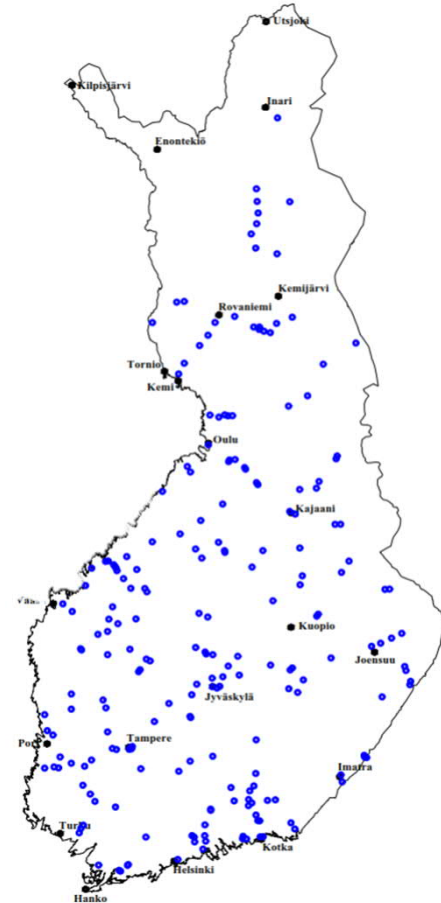 Utsjoki
Kilpisjärvi
Inari
Enontekiö
Kemijärvi
Rovaniemi
Tornio
Kemi
Oulu
Kajaani
Kuopio
Joensuu
Jyväskylä
Tampere
Imatra
Kotka
Helsinki
Hanko